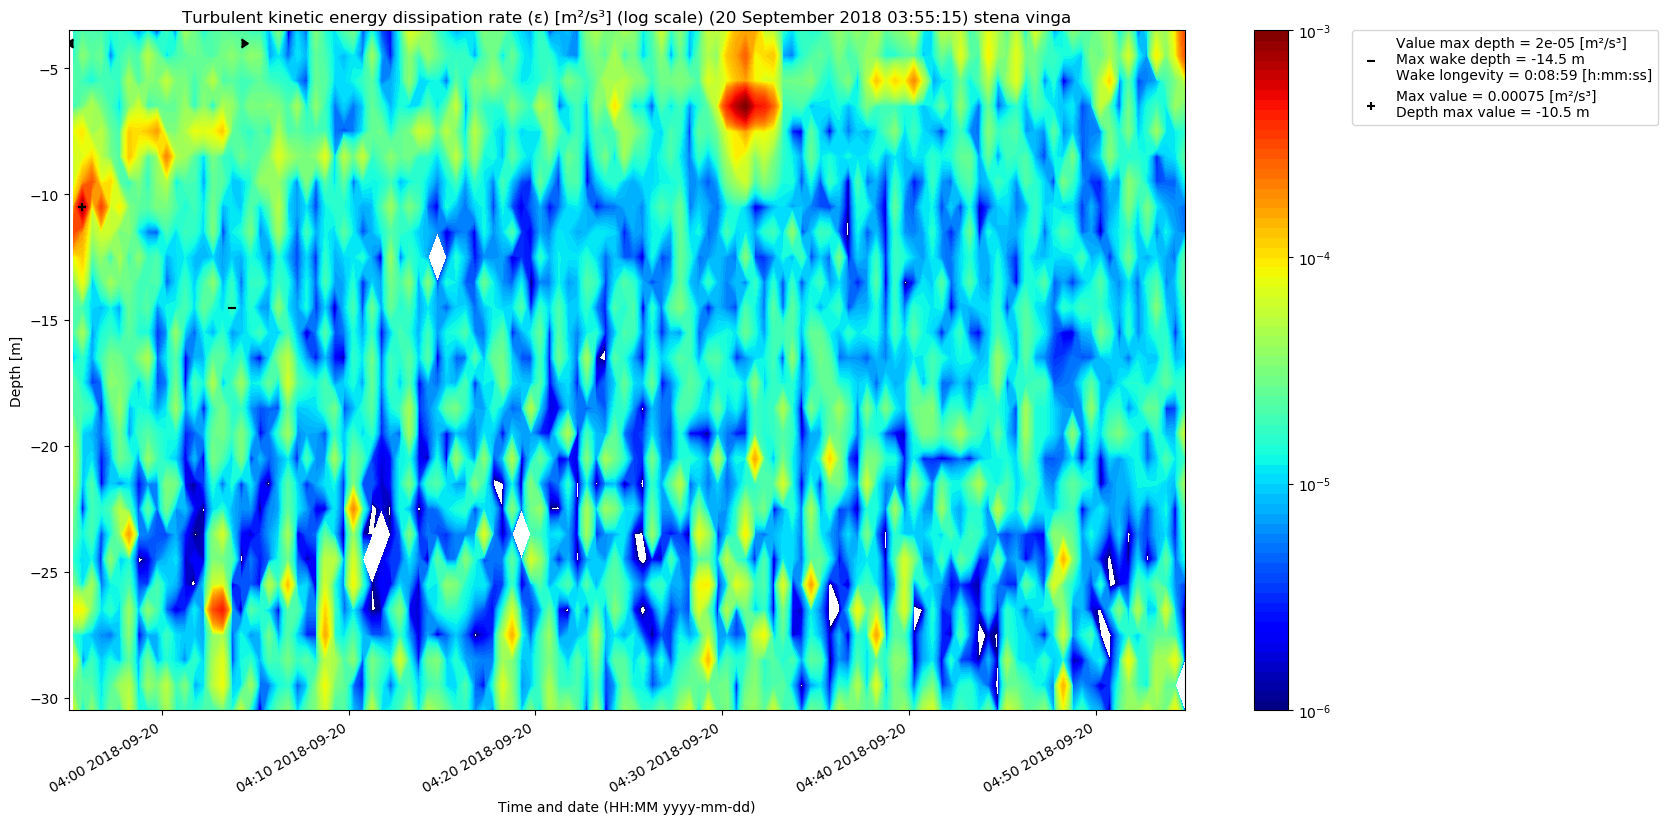 Turbulent kinetic energy dissipation rate (ε) [m²/s³] (log scale) (20 September 2018 03:55:15) stena vinga
Depth [m]
−5
−10
−15
−20
−25
−30
04:00 2018-09-20
04:10 2018-09-20
04:20 2018-09-20
04:30 2018-09-20
04:40 2018-09-20
04:50 2018-09-20
Time and date (HH:MM yyyy-mm-dd)
10⁻³
10⁻⁴
10⁻⁵
10⁻⁶
Value max depth = 2e-05 [m²/s³]
Max wake depth = -14.5 m
Wake longevity = 0:08:59 [h:mm:ss]
Max value = 0.00075 [m²/s³]
Depth max value = -10.5 m